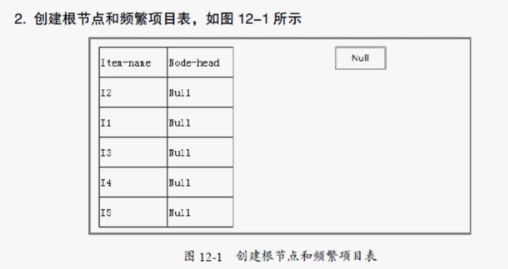 2. 创建根节点和频繁项目表，如图 12-1 所示
Item-name Node-head Null
I2 Null
I1 Null
I3 Null
I4 Null
I5 Null
图 12-1 创建根节点和频繁项目表